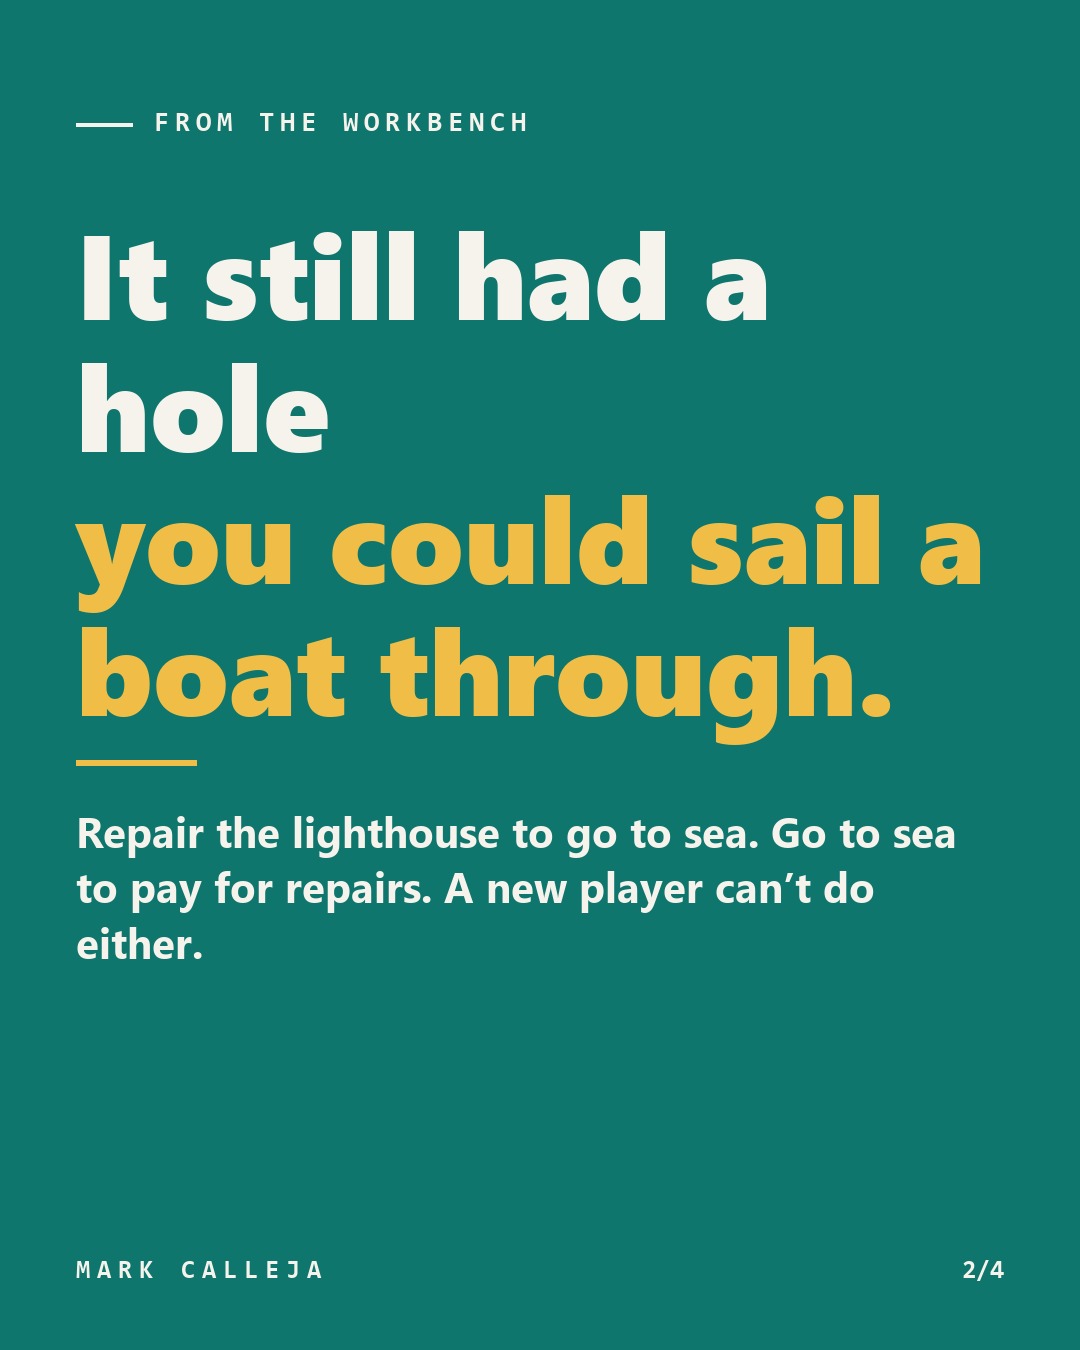 FROM THE WORKBENCH
It still had a
hole
you could sail a
boat through.
Repair the lighthouse to go to sea. Go to sea
to pay for repairs. A new player can’t do
either.
MARK CALLEJA
2/4